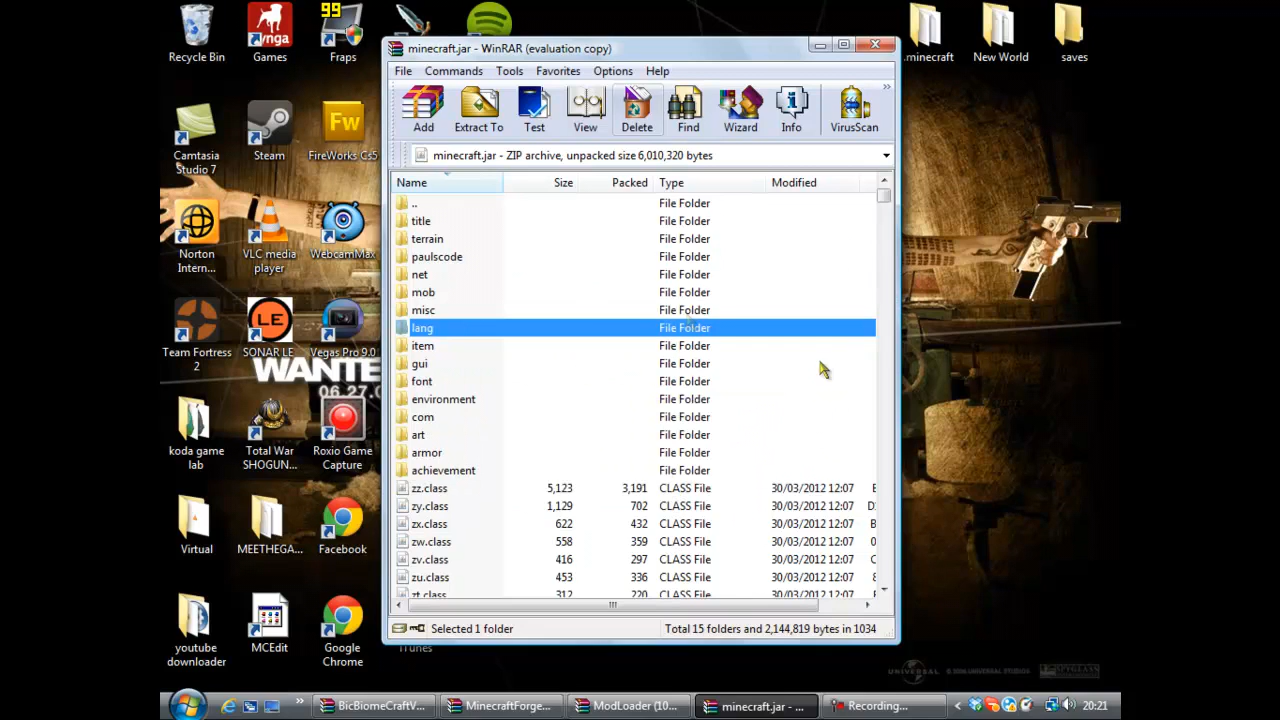 99
Recycle Bin
Games
Fraps
.minecraft
New World
saves
minecraft.jar - WinRAR (evaluation copy)
File Commands Tools Favorites Options Help
Add Extract To Test View Delete Find Wizard Info VirusScan
minecraft.jar - ZIP archive, unpacked size 6,010,320 bytes
Name Size Packed Type Modified
.. File Folder
title File Folder
terrain File Folder
paulscode File Folder
net File Folder
mob File Folder
misc File Folder
lang File Folder
item File Folder
gui File Folder
font File Folder
environment File Folder
com File Folder
art File Folder
armor File Folder
achievement File Folder
zz.class 5,123 3,191 CLASS File 30/03/2012 12:07
zy.class 1,129 702 CLASS File 30/03/2012 12:07
zx.class 622 432 CLASS File 30/03/2012 12:07
zw.class 558 359 CLASS File 30/03/2012 12:07
zv.class 416 297 CLASS File 30/03/2012 12:07
zu.class 453 336 CLASS File 30/03/2012 12:07
zt.class 312 220 CLASS File 30/03/2012 12:07
Selected 1 folder
Total 15 folders and 2,144,819 bytes in 1034
Camtasia
Studio 7
Steam
FireWorks Cs5
Fw
Norton
Intern...
VLC media
player
WebcamMax
Team Fortress
2
LE
SONAR LE
Vegas Pro 9.0
WANTE
06.27.0
koda game
lab
Total War
SHOGUN...
Roxio Game
Capture
Virtual
MEETHEGA...
Facebook
youtube
downloader
MCEdit
Google
Chrome
iTunes
UNIVERSAL
SPYGLASS
BicBiomeCraftV...
MinecraftForge...
ModLoader (10...
minecraft.jar - ...
Recording...
20:21